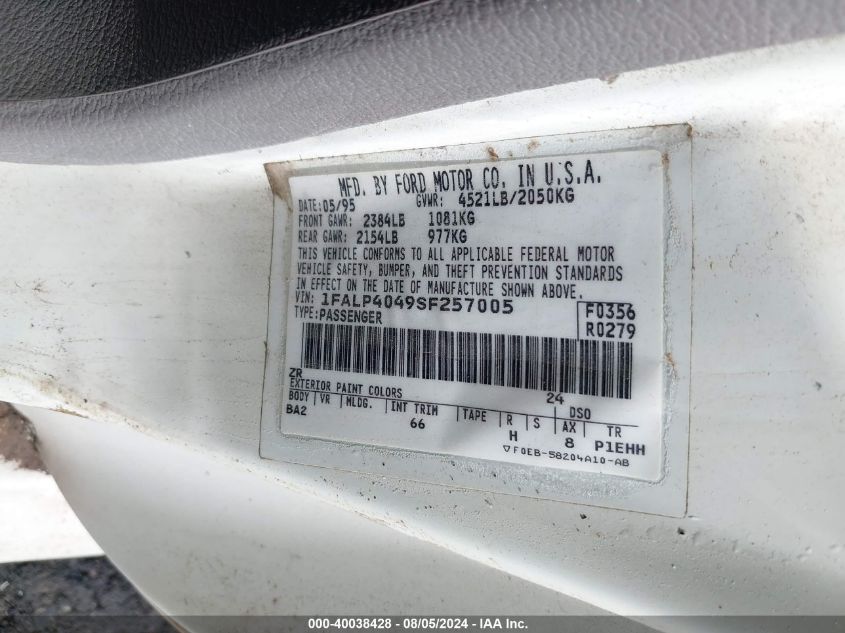 MFD. BY FORD MOTOR CO. IN U.S.A.
DATE:05/95 GVWR: 4521LB/2050KG
FRONT GAWR: 2384LB 1081KG
REAR GAWR: 2154LB 977KG
THIS VEHICLE CONFORMS TO ALL APPLICABLE FEDERAL MOTOR
VEHICLE SAFETY, BUMPER, AND THEFT PREVENTION STANDARDS
IN EFFECT ON THE DATE OF MANUFACTURE SHOWN ABOVE.
VIN: 1FALP4049SF257005
TYPE:PASSENGER
F0356
R0279
ZR
EXTERIOR PAINT COLORS 24 DSO
BODY VR MLDG. INT TRIM TAPE R S AX TR
BA2 66 H 8 P1EHH
▽F0EB-58204A10-AB
000-40038428 - 08/05/2024 - IAA Inc.